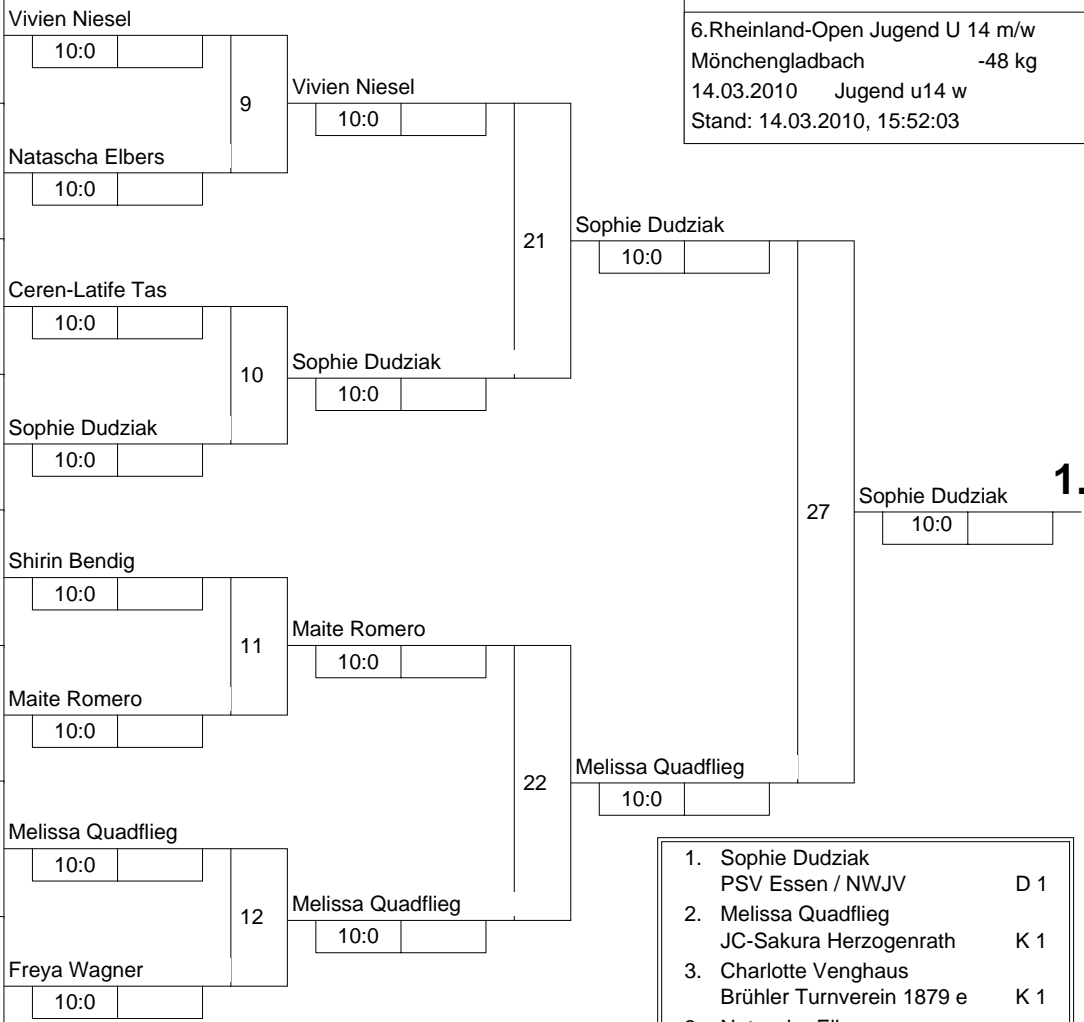 Vivien Niesel
10:0
9
Natascha Elbers
10:0
Ceren-Latife Tas
10:0
10
Sophie Dudziak
10:0
Shirin Bendig
10:0
11
Maite Romero
10:0
Melissa Quadflieg
10:0
12
Freya Wagner
10:0
Vivien Niesel
10:0
21
Sophie Dudziak
10:0
Maite Romero
10:0
22
Melissa Quadflieg
10:0
Sophie Dudziak
10:0
27
Melissa Quadflieg
10:0
Sophie Dudziak 1.
10:0
6.Rheinland-Open Jugend U 14 m/w
Mönchengladbach -48 kg
14.03.2010 Jugend u14 w
Stand: 14.03.2010, 15:52:03
1. Sophie Dudziak
PSV Essen / NWJV D 1
2. Melissa Quadflieg
JC-Sakura Herzogenrath K 1
3. Charlotte Venghaus
Brühler Turnverein 1879 e K 1